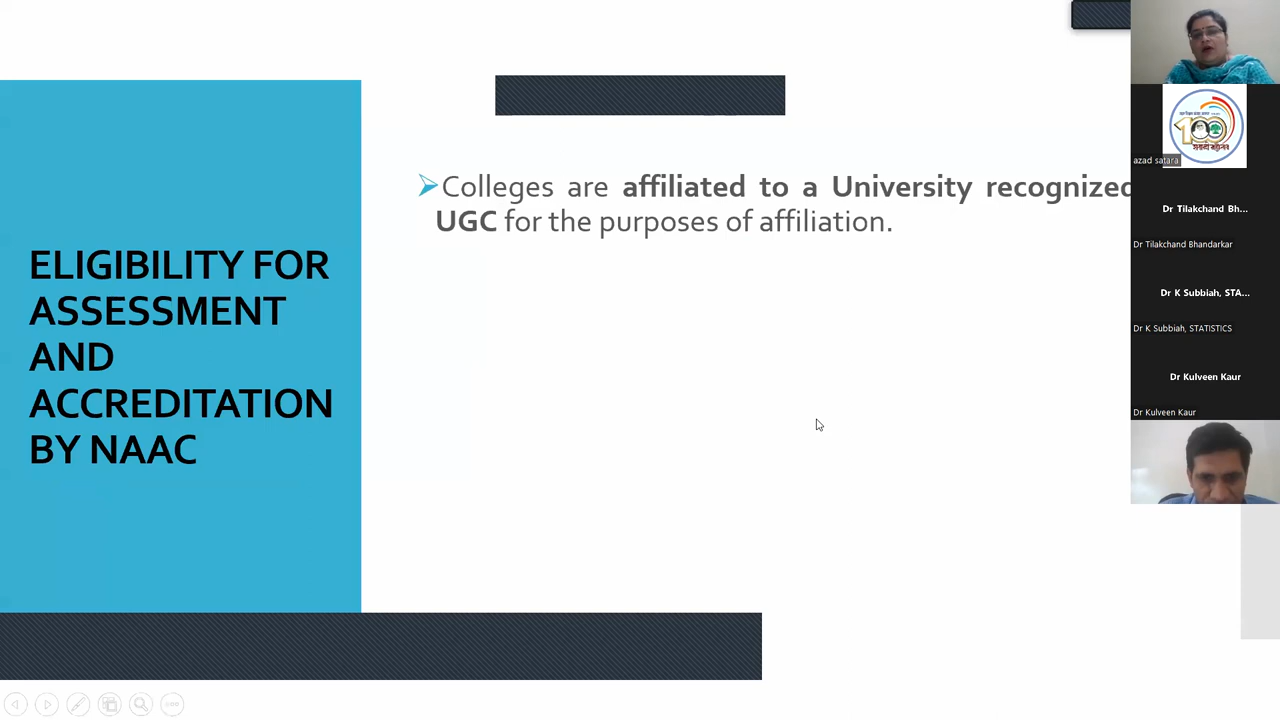 Colleges are affiliated to a University recognized
UGC for the purposes of affiliation.
ELIGIBILITY FOR
ASSESSMENT
AND
ACCREDITATION
BY NAAC
100
azad satara
Dr Tilakchand Bh...
Dr Tilakchand Bhandarkar
Dr K Subbiah, STA...
Dr K Subbiah, STATISTICS
Dr Kulveen Kaur
Dr Kulveen Kaur